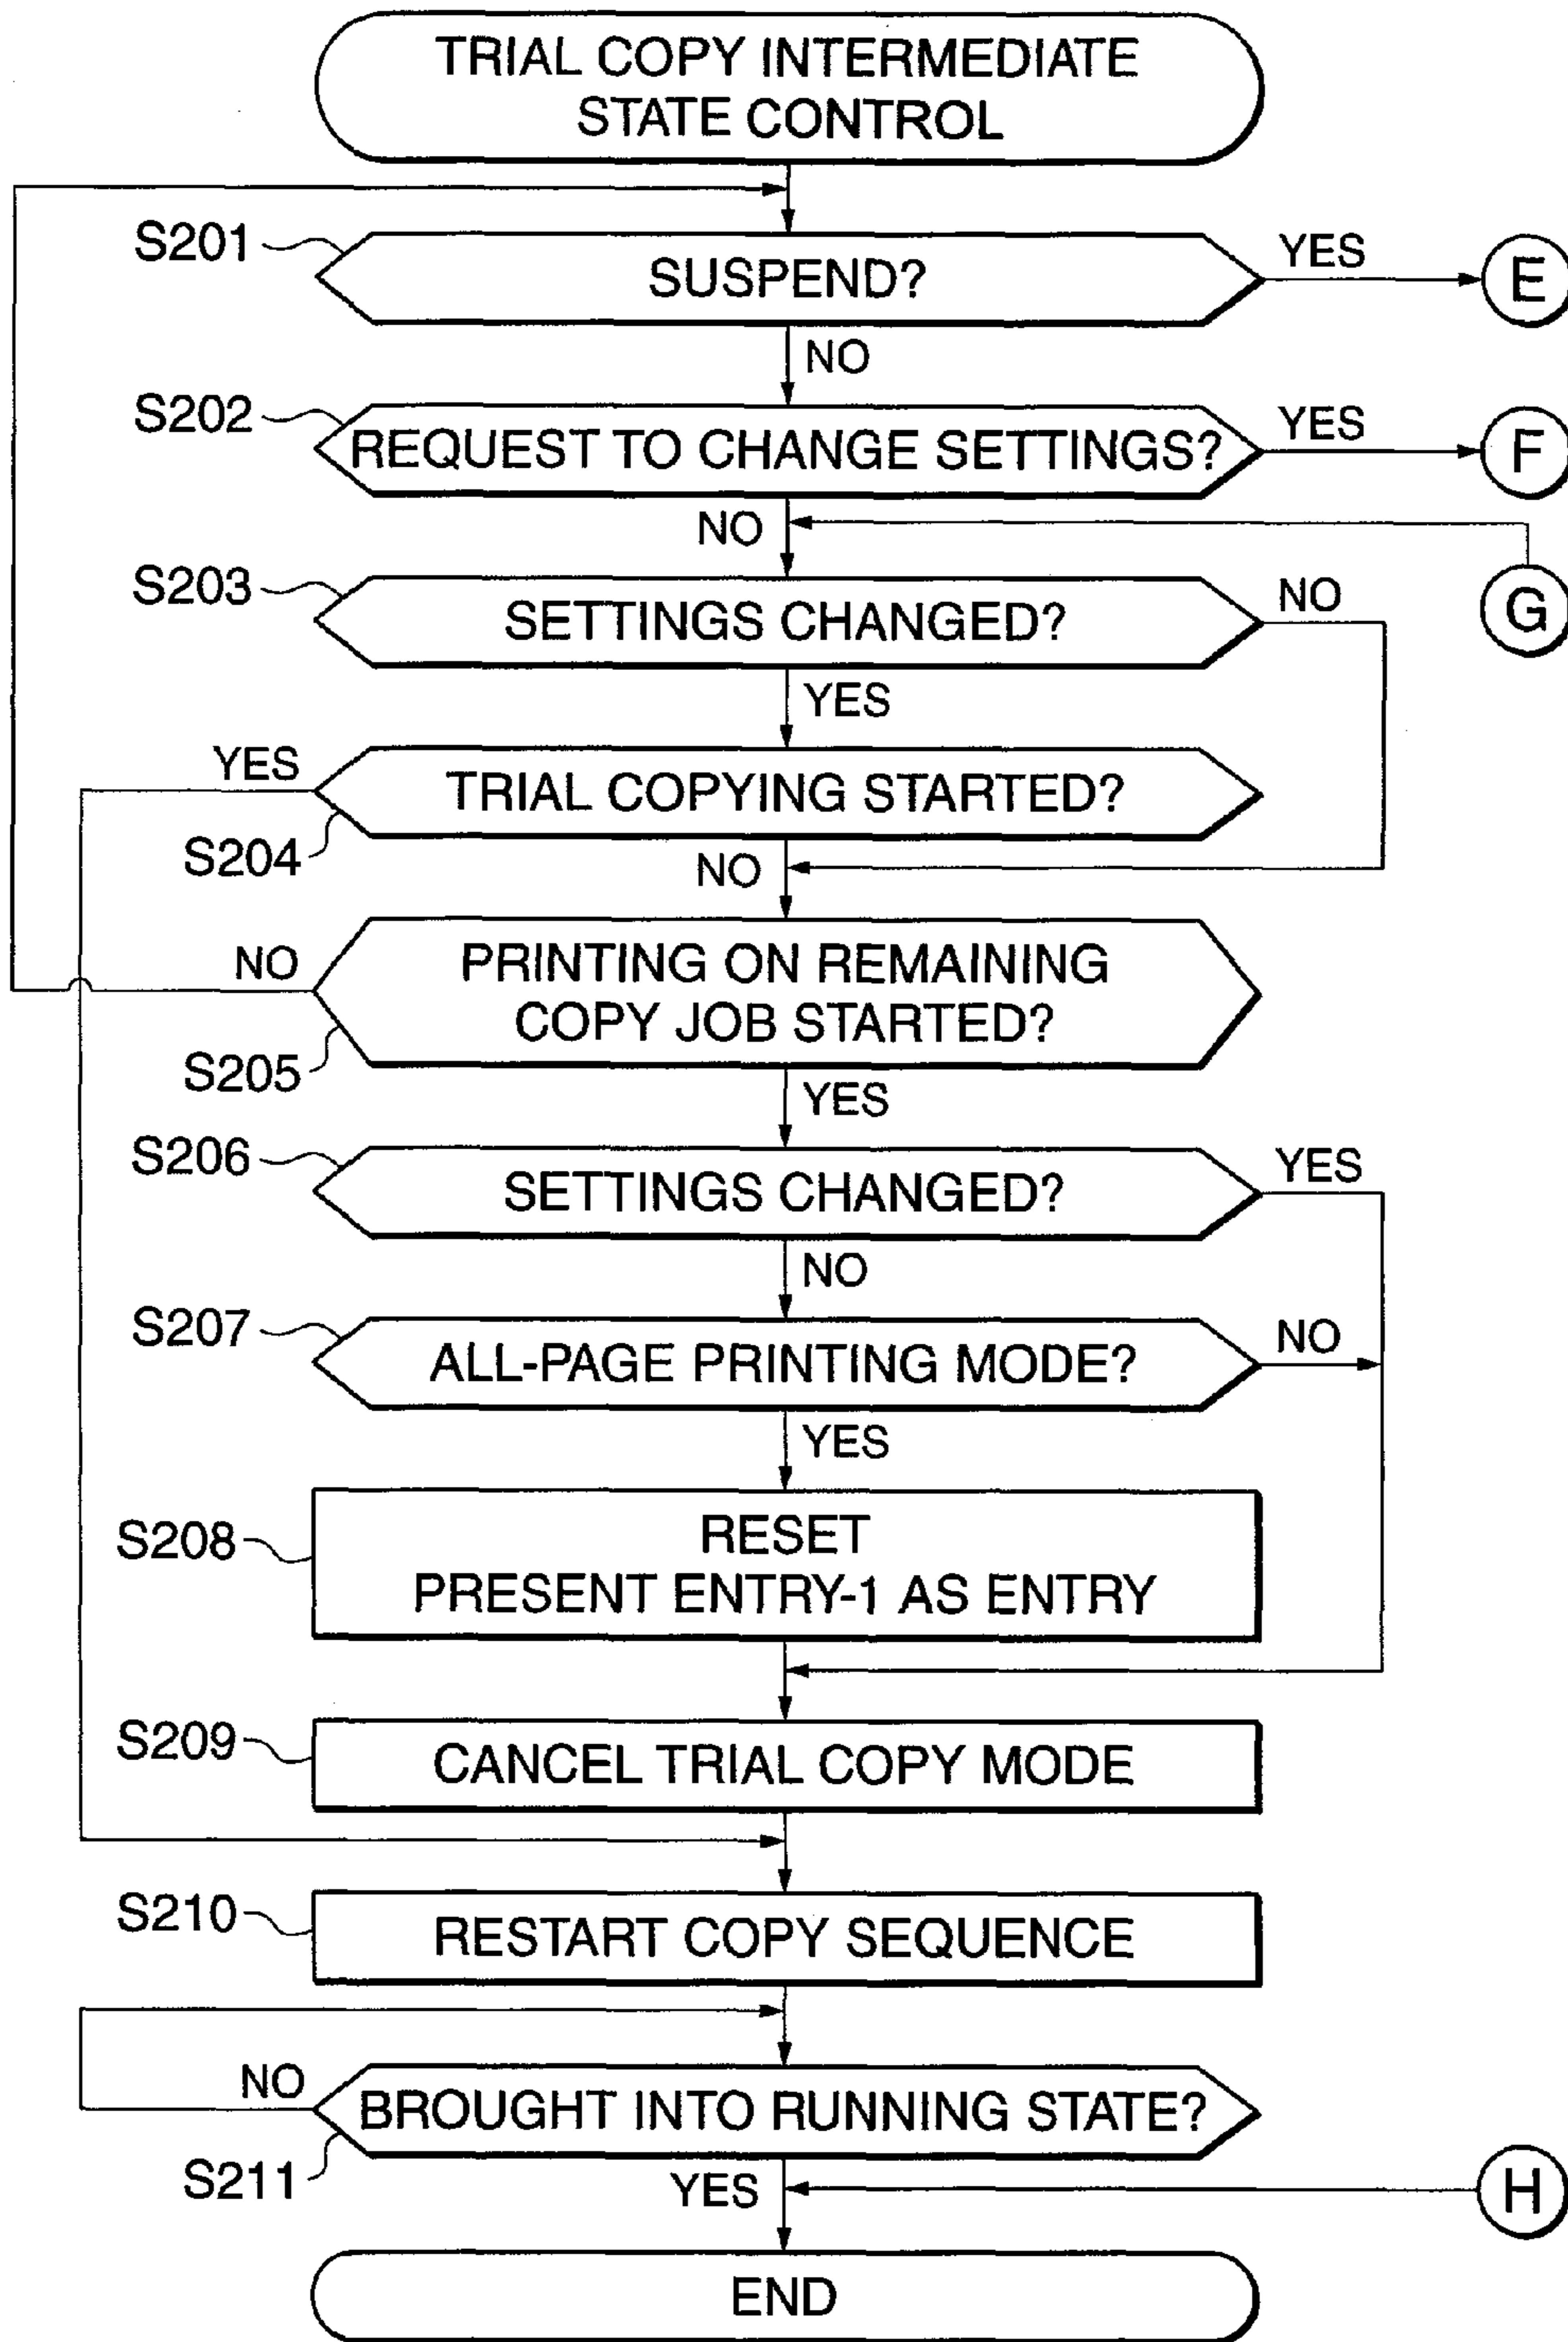 TRIAL COPY INTERMEDIATE
STATE CONTROL
S201
SUSPEND?
YES
E
NO
S202
REQUEST TO CHANGE SETTINGS?
YES
F
NO
G
S203
SETTINGS CHANGED?
NO
YES
YES
TRIAL COPYING STARTED?
S204
NO
NO
PRINTING ON REMAINING
COPY JOB STARTED?
S205
YES
S206
SETTINGS CHANGED?
YES
NO
S207
ALL-PAGE PRINTING MODE?
NO
YES
S208
RESET
PRESENT ENTRY-1 AS ENTRY
S209
CANCEL TRIAL COPY MODE
S210
RESTART COPY SEQUENCE
NO
BROUGHT INTO RUNNING STATE?
S211
YES
H
END